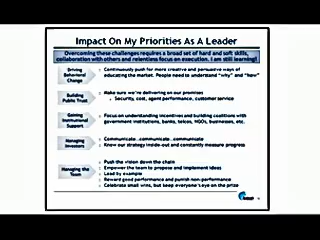 Impact On My Priorities As A Leader
Overcoming these challenges requires a broad set of hard and soft skills,
collaboration with others and relentless focus on execution. I am still learning!
Driving
Behavioral
Change
Continuously push for more creative and persuasive ways of
educating the market. People need to understand "why" and "how"
Building
Public Trust
Make sure we're delivering on our promises
Security, cost, agent performance, customer service
Gaining
Institutional
Support
Focus on understanding incentives and building coalitions with
government institutions, banks, telcos, NGOs, businesses, etc.
Managing
Investors
Communicate...communicate...communicate
Know our strategy inside-out and constantly measure progress
Managing the
Team
Push the vision down the chain
Empower the team to propose and implement ideas
Lead by example
Reward good performance and punish non-performance
Celebrate small wins, but keep everyone's eye on the prize